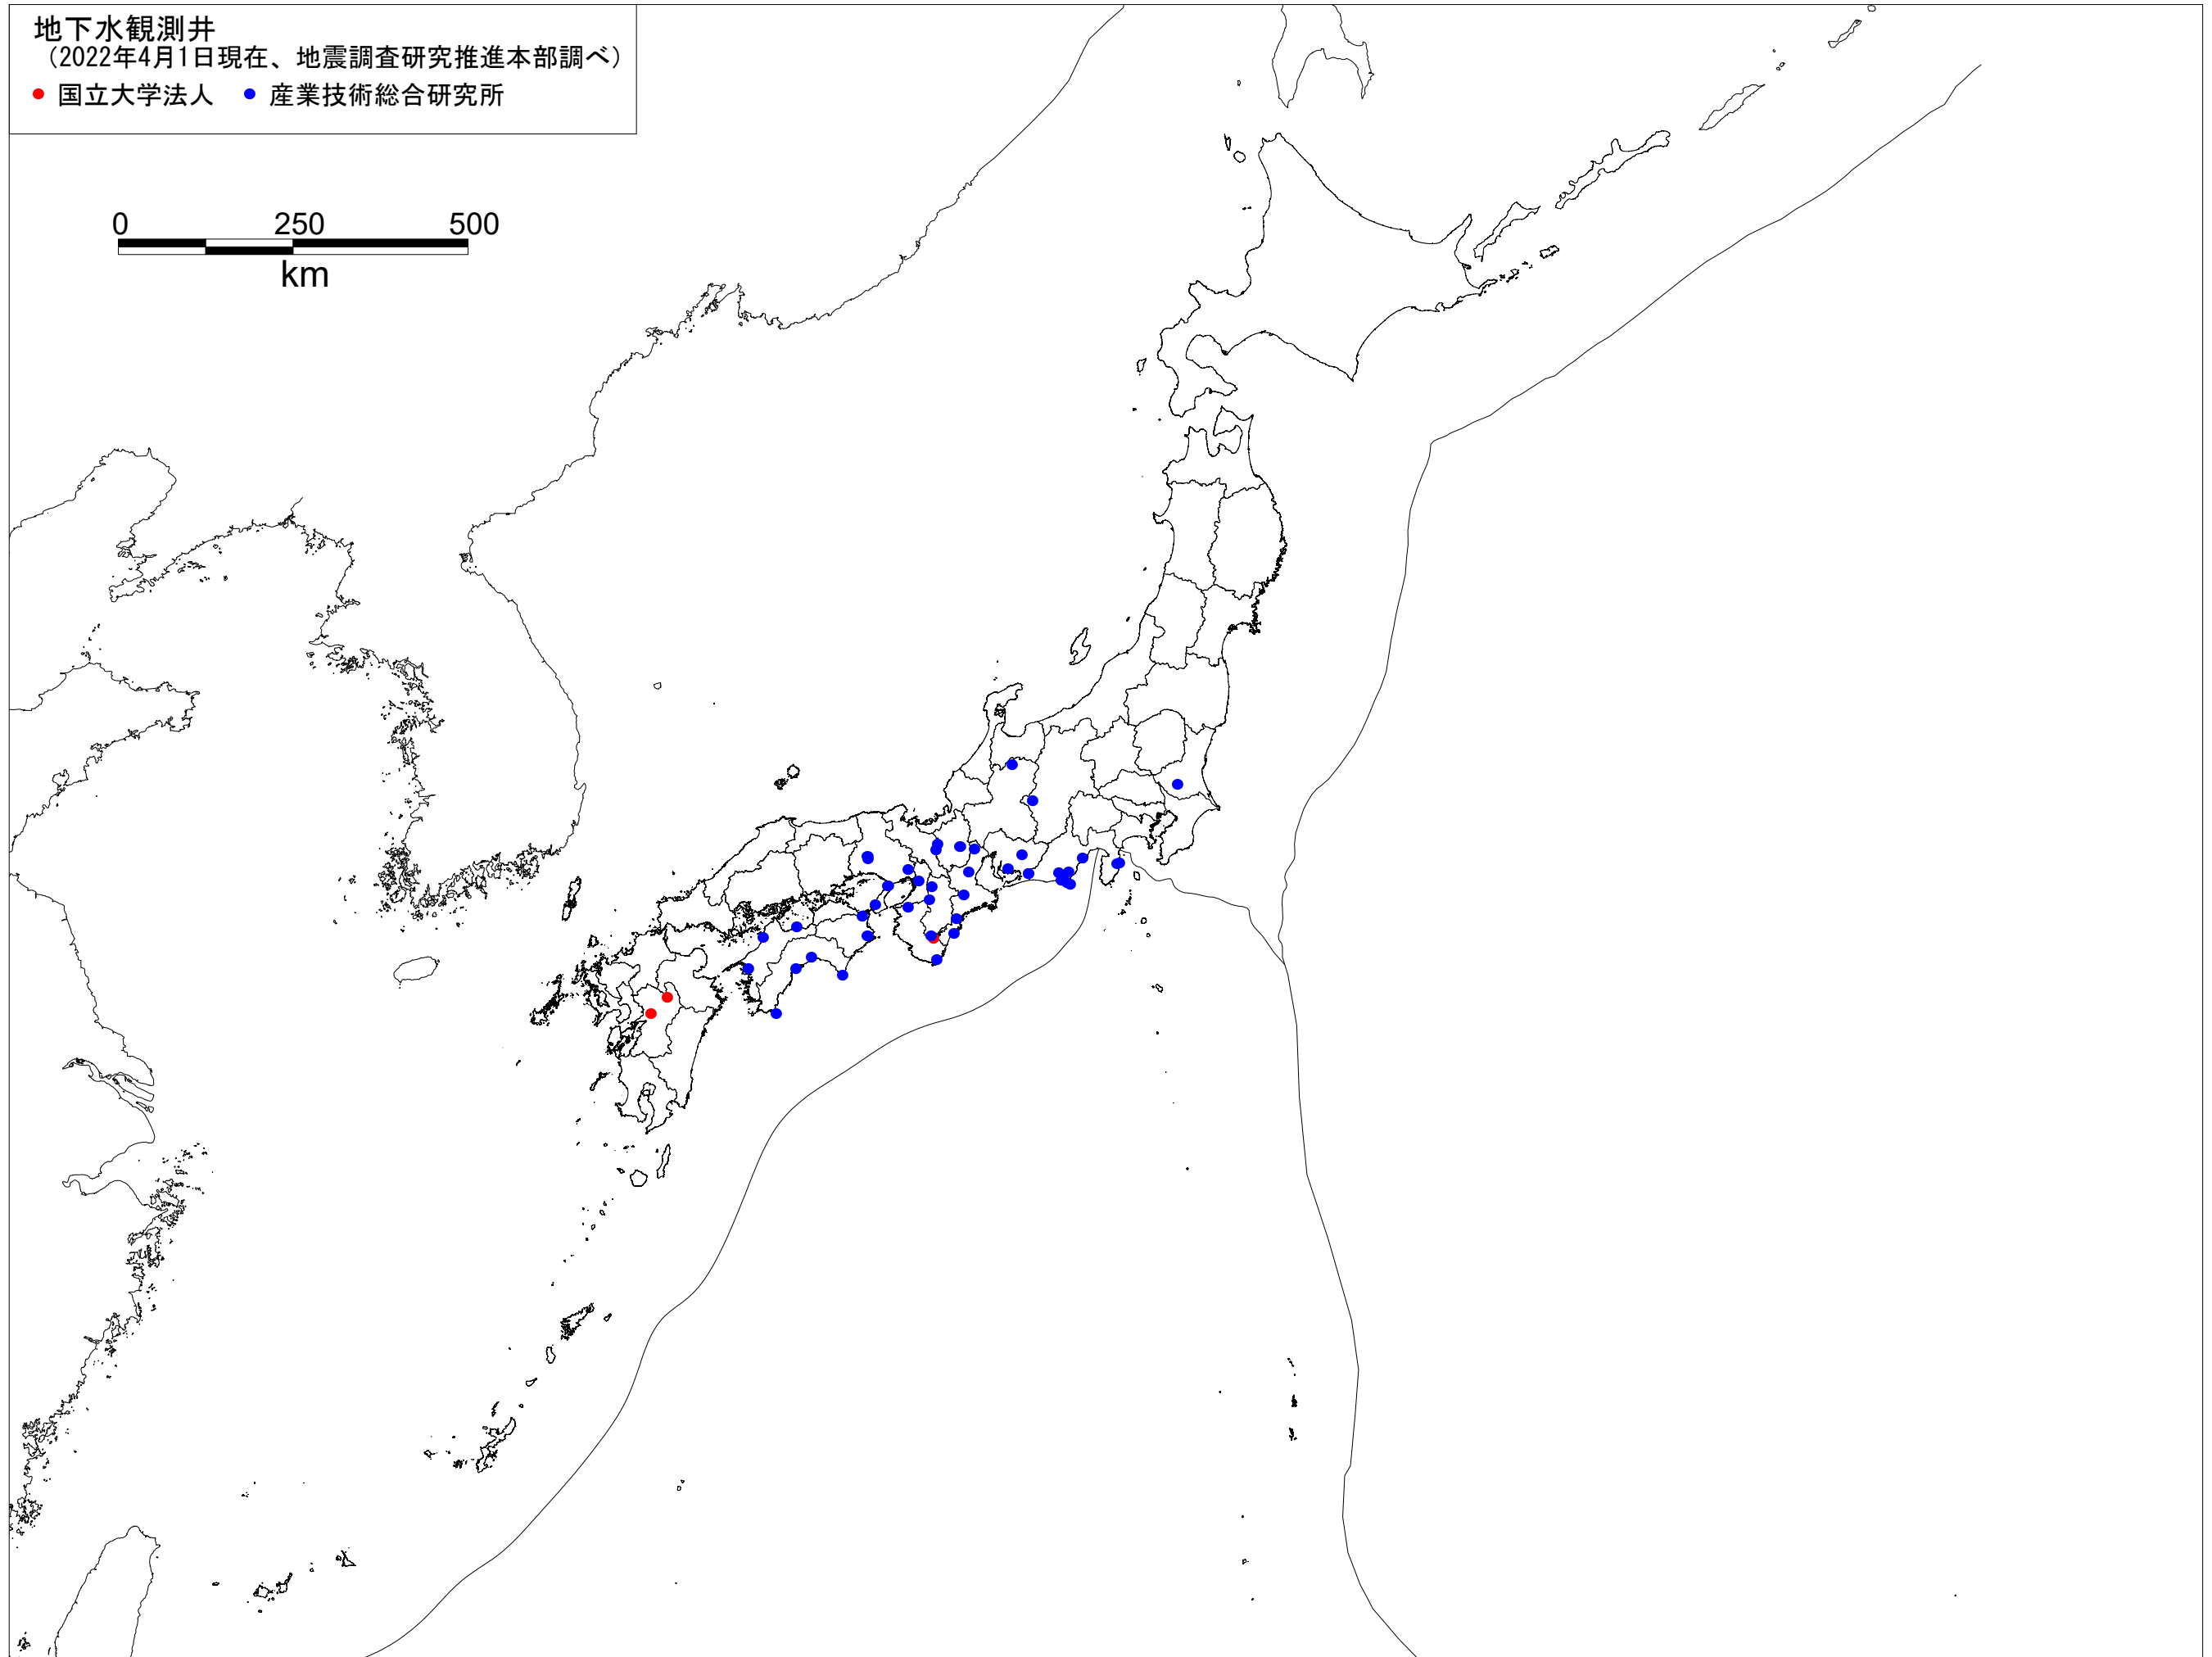 地下水観測井
（2022年4月1日現在、地震調査研究推進本部調べ）
国立大学法人 産業技術総合研究所
0 250 500
km